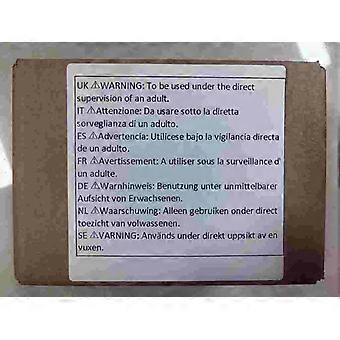 UK ⚠WARNING: To be used under the direct
supervision of an adult.
IT ⚠Attenzione: Da usare sotto la diretta
sorveglianza di un adulto.
ES ⚠Advertencia: Utilícese bajo la vigilancia directa
de un adulto.
FR ⚠Avertissement: A utiliser sous la surveillance d'
un adulte.
DE ⚠Warnhinweis: Benutzung unter unmittelbarer
Aufsicht von Erwachsenen.
NL ⚠Waarschuwing: Alleen gebruiken onder direct
toezicht van volwassenen.
SE ⚠VARNING: Används under direkt uppsikt av en
vuxen.